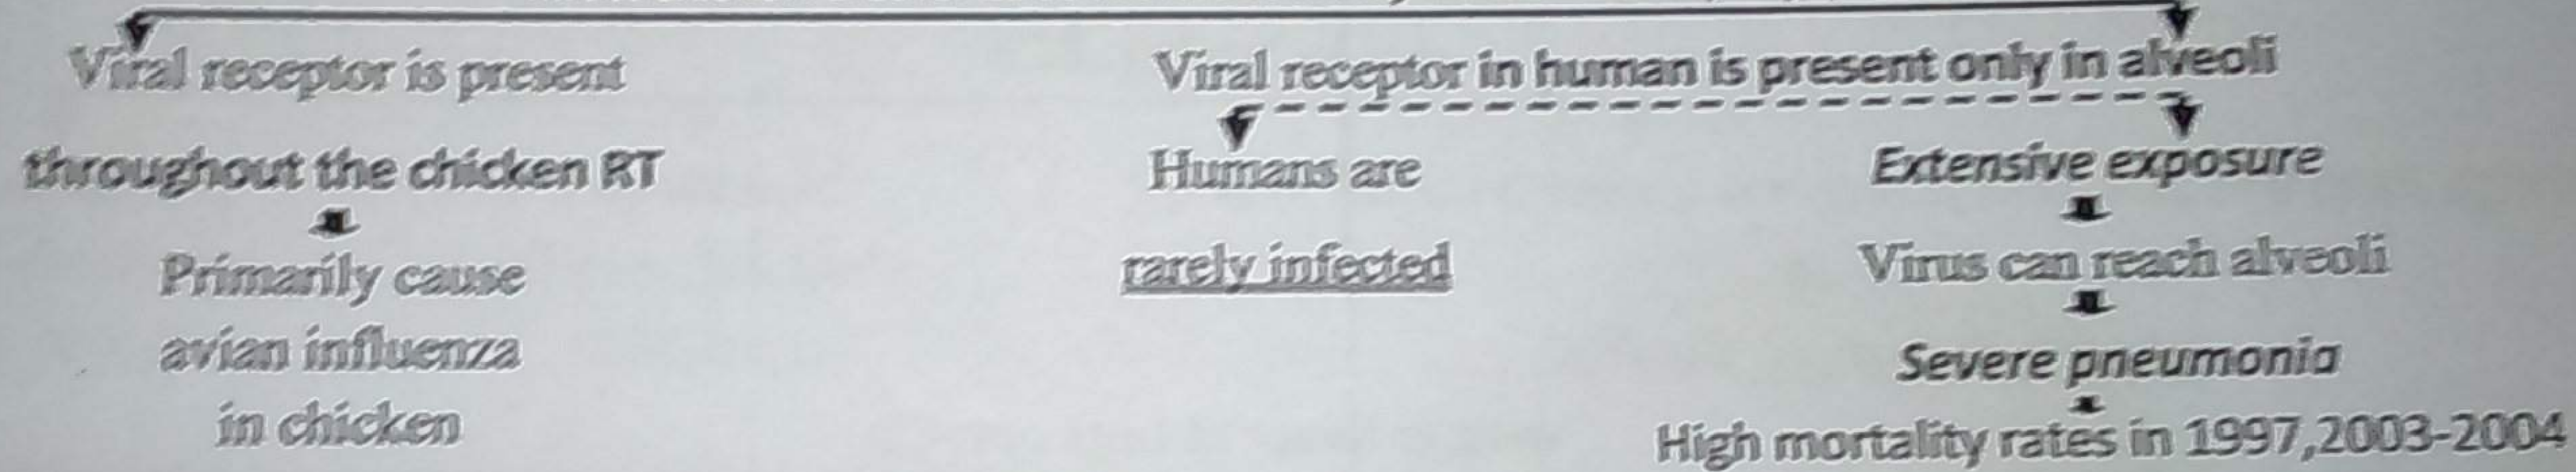 Viral receptor is present
throughout the chicken RT
Primarily cause
avian influenza
in chicken
Viral receptor in human is present only in alveoli
Humans are
rarely infected
Extensive exposure
Virus can reach alveoli
Severe pneumonia
High mortality rates in 1997,2003-2004